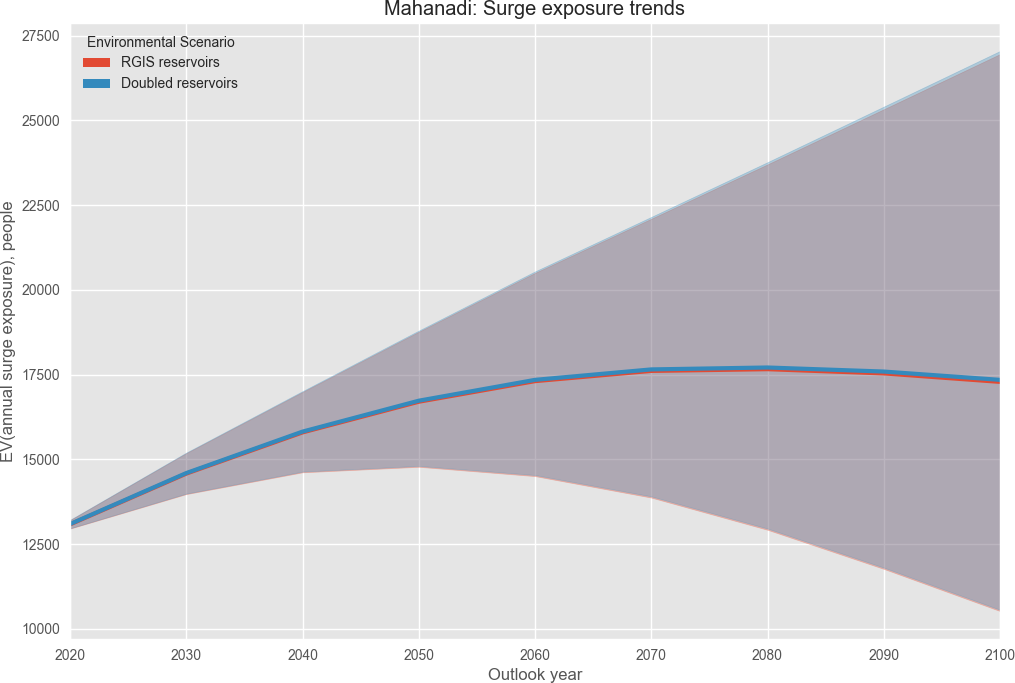 Mahanadi: Surge exposure trends
Environmental Scenario
RGIS reservoirs
Doubled reservoirs
EV(annual surge exposure), people
27500
25000
22500
20000
17500
15000
12500
10000
2020 2030 2040 2050 2060 2070 2080 2090 2100
Outlook year